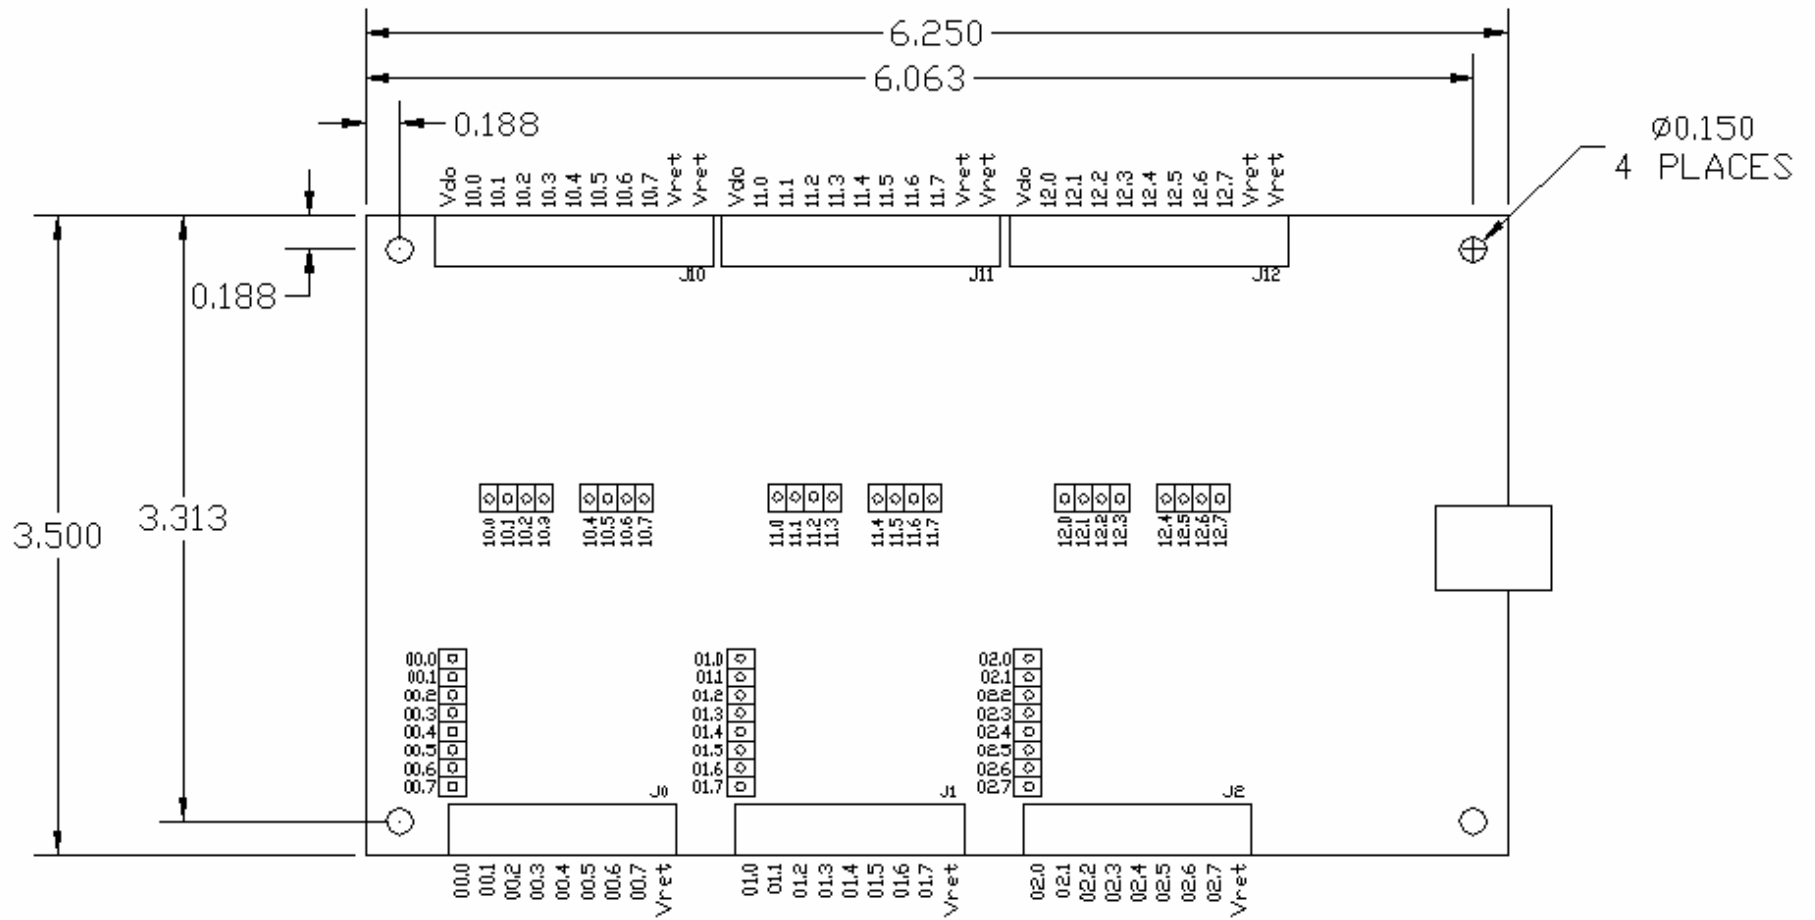 6.250
6.063
0.188
Ø0.150
4 PLACES
Vdo 10.0 10.1 10.2 10.3 10.4 10.5 10.6 10.7 Vret Vret
Vdo 11.0 11.1 11.2 11.3 11.4 11.5 11.6 11.7 Vret Vret
Vdo 12.0 12.1 12.2 12.3 12.4 12.5 12.6 12.7 Vret Vret
J10
J11
J12
0.188
3.500
3.313
10.0 10.1 10.2 10.3
10.4 10.5 10.6 10.7
11.0 11.1 11.2 11.3
11.4 11.5 11.6 11.7
12.0 12.1 12.2 12.3
12.4 12.5 12.6 12.7
00.0
00.1
00.2
00.3
00.4
00.5
00.6
00.7
01.0
01.1
01.2
01.3
01.4
01.5
01.6
01.7
02.0
02.1
02.2
02.3
02.4
02.5
02.6
02.7
J0
J1
J2
00.0 00.1 00.2 00.3 00.4 00.5 00.6 00.7 Vret
01.0 01.1 01.2 01.3 01.4 01.5 01.6 01.7 Vret
02.0 02.1 02.2 02.3 02.4 02.5 02.6 02.7 Vret